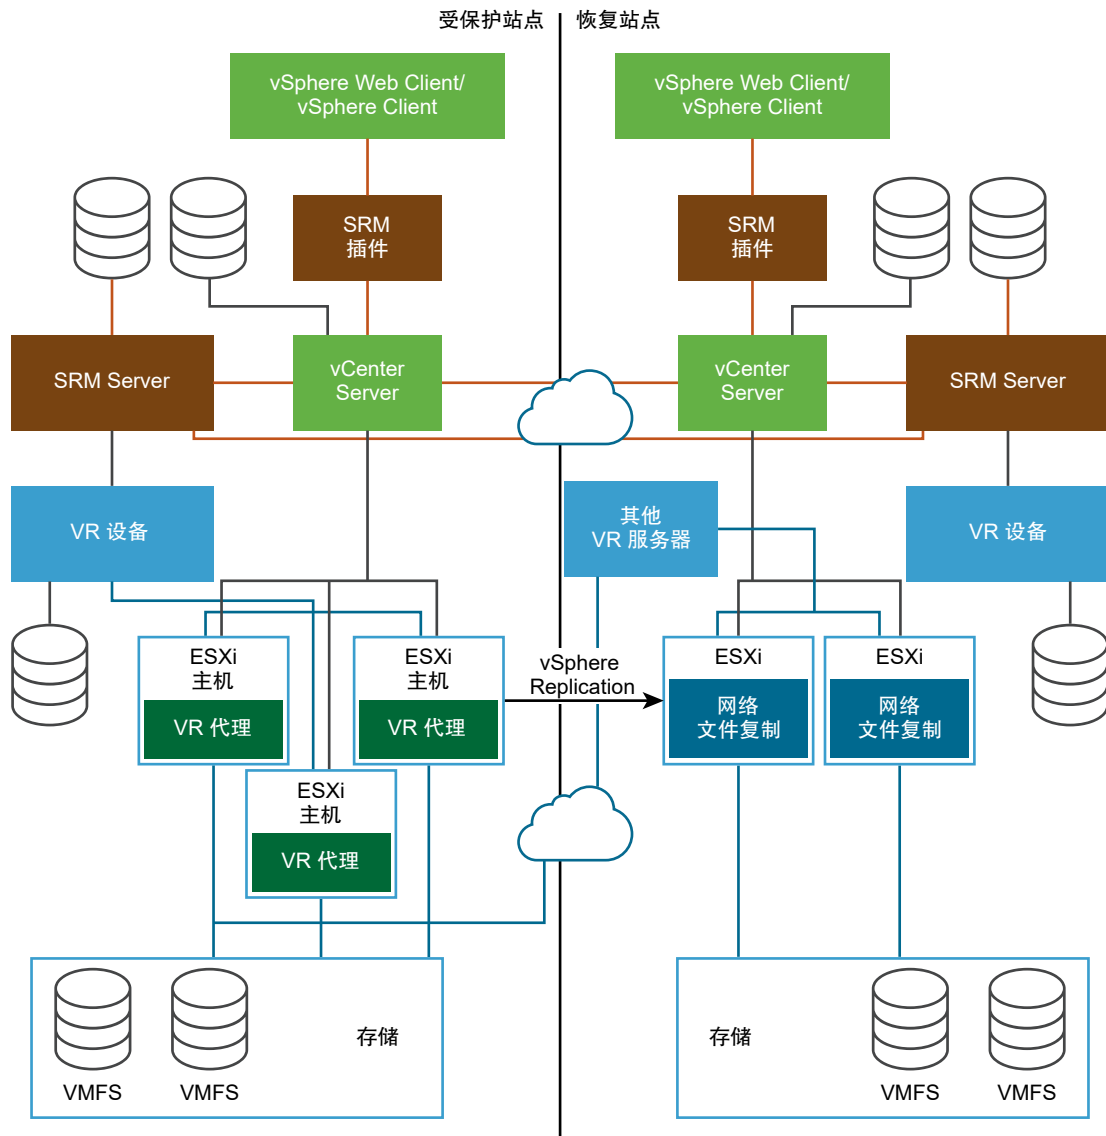 受保护站点
恢复站点
vSphere Web Client/
vSphere Client
vSphere Web Client/
vSphere Client
SRM
插件
SRM
插件
SRM Server
vCenter
Server
vCenter
Server
SRM Server
VR 设备
其他
VR 服务器
VR 设备
ESXi
主机
VR 代理
ESXi
主机
VR 代理
vSphere
Replication
ESXi
网络
文件复制
ESXi
网络
文件复制
ESXi
主机
VR 代理
VMFS
VMFS
存储
存储
VMFS
VMFS